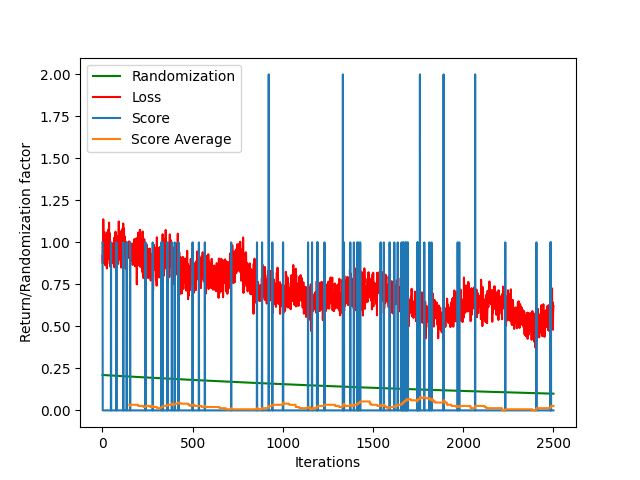 2.00
1.75
1.50
1.25
1.00
0.75
0.50
0.25
0.00
Return/Randomization factor
Randomization
Loss
Score
Score Average
0 500 1000 1500 2000 2500
Iterations